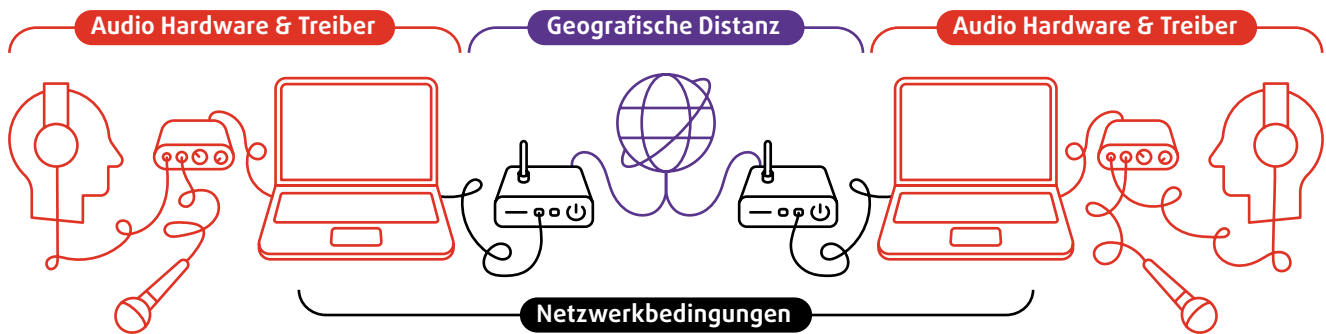 Audio Hardware & Treiber
Geografische Distanz
Audio Hardware & Treiber
Netzwerkbedingungen